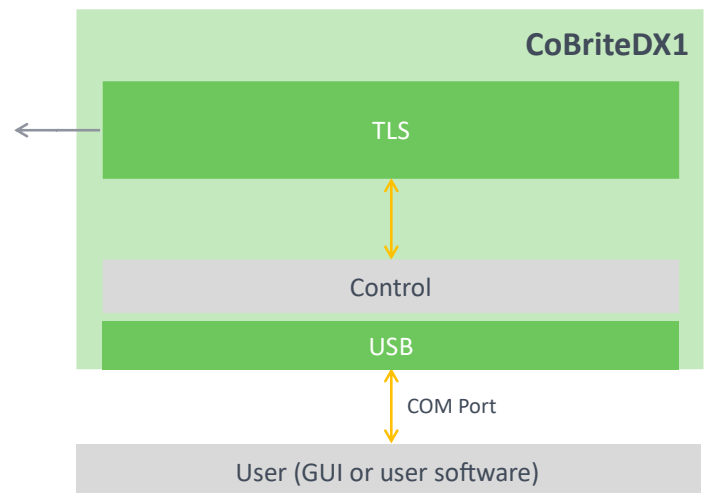 CoBriteDX1
TLS
Control
USB
COM Port
User (GUI or user software)